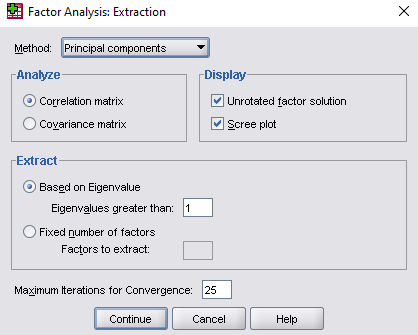 Factor Analysis: Extraction
Method: Principal components
Analyze
Correlation matrix
Covariance matrix
Display
Unrotated factor solution
Scree plot
Extract
Based on Eigenvalue
Eigenvalues greater than: 1
Fixed number of factors
Factors to extract:
Maximum Iterations for Convergence: 25
Continue Cancel Help